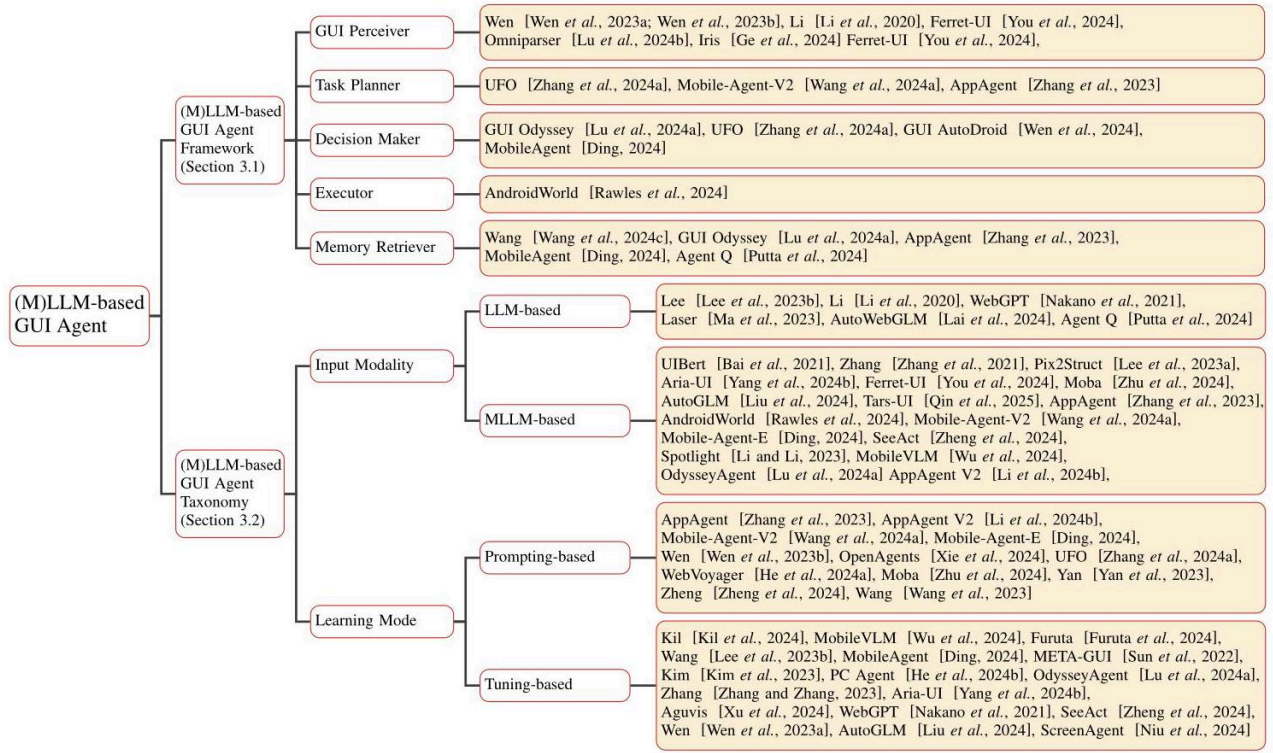 (M)LLM-based
GUI Agent
(M)LLM-based
GUI Agent
Framework
(Section 3.1)
GUI Perceiver
Wen [Wen et al., 2023a; Wen et al., 2023b], Li [Li et al., 2020], Ferret-UI [You et al., 2024],
Omniparser [Lu et al., 2024b], Iris [Ge et al., 2024] Ferret-UI [You et al., 2024],
Task Planner
UFO [Zhang et al., 2024a], Mobile-Agent-V2 [Wang et al., 2024a], AppAgent [Zhang et al., 2023]
Decision Maker
GUI Odyssey [Lu et al., 2024a], UFO [Zhang et al., 2024a], GUI AutoDroid [Wen et al., 2024],
MobileAgent [Ding, 2024]
Executor
AndroidWorld [Rawles et al., 2024]
Memory Retriever
Wang [Wang et al., 2024c], GUI Odyssey [Lu et al., 2024a], AppAgent [Zhang et al., 2023],
MobileAgent [Ding, 2024], Agent Q [Putta et al., 2024]
(M)LLM-based
GUI Agent
Taxonomy
(Section 3.2)
Input Modality
LLM-based
Lee [Lee et al., 2023b], Li [Li et al., 2020], WebGPT [Nakano et al., 2021],
Laser [Ma et al., 2023], AutoWebGLM [Lai et al., 2024], Agent Q [Putta et al., 2024]
MLLM-based
UIBert [Bai et al., 2021], Zhang [Zhang et al., 2021], Pix2Struct [Lee et al., 2023a],
Aria-UI [Yang et al., 2024b], Ferret-UI [You et al., 2024], Moba [Zhu et al., 2024],
AutoGLM [Liu et al., 2024], Tars-UI [Qin et al., 2025], AppAgent [Zhang et al., 2023],
AndroidWorld [Rawles et al., 2024], Mobile-Agent-V2 [Wang et al., 2024a],
Mobile-Agent-E [Ding, 2024], SeeAct [Zheng et al., 2024],
Spotlight [Li and Li, 2023], MobileVLM [Wu et al., 2024],
OdysseyAgent [Lu et al., 2024a] AppAgent V2 [Li et al., 2024b],
Learning Mode
Prompting-based
AppAgent [Zhang et al., 2023], AppAgent V2 [Li et al., 2024b],
Mobile-Agent-V2 [Wang et al., 2024a], Mobile-Agent-E [Ding, 2024],
Wen [Wen et al., 2023b], OpenAgents [Xie et al., 2024], UFO [Zhang et al., 2024a],
WebVoyager [He et al., 2024a], Moba [Zhu et al., 2024], Yan [Yan et al., 2023],
Zheng [Zheng et al., 2024], Wang [Wang et al., 2023]
Tuning-based
Kil [Kil et al., 2024], MobileVLM [Wu et al., 2024], Furuta [Furuta et al., 2024],
Wang [Lee et al., 2023b], MobileAgent [Ding, 2024], META-GUI [Sun et al., 2022],
Kim [Kim et al., 2023], PC Agent [He et al., 2024b], OdysseyAgent [Lu et al., 2024a],
Zhang [Zhang and Zhang, 2023], Aria-UI [Yang et al., 2024b],
Aguvis [Xu et al., 2024], WebGPT [Nakano et al., 2021], SeeAct [Zheng et al., 2024],
Wen [Wen et al., 2023a], AutoGLM [Liu et al., 2024], ScreenAgent [Niu et al., 2024]